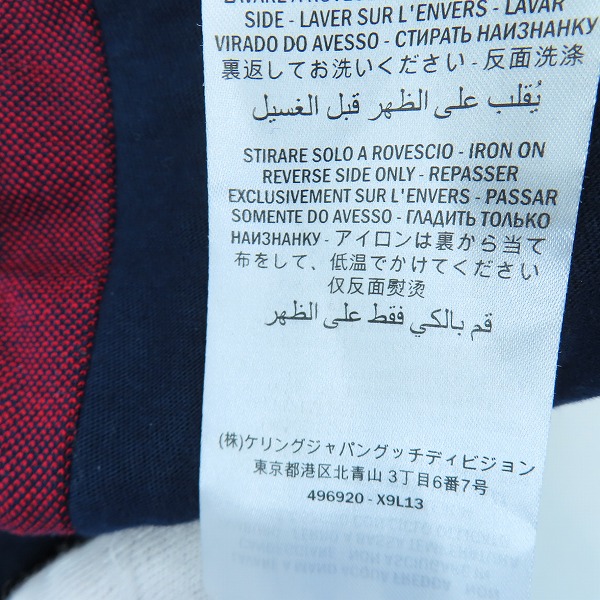 LAVARE A ROVES
SIDE - LAVER SUR L'ENVERS - LAVAR
VIRADO DO AVESSO - СТИРАТЬ НАИЗНАНКУ
裏返してお洗いください - 反面洗涤
يُقلب على الظهر قبل الغسيل
STIRARE SOLO A ROVESCIO - IRON ON
REVERSE SIDE ONLY - REPASSER
EXCLUSIVEMENT SUR L'ENVERS - PASSAR
SOMENTE DO AVESSO - ГЛАДИТЬ ТОЛЬКО
НАИЗНАНКУ - アイロンは裏から当て
布をして、低温でかけてください
仅反面熨烫
قم بالكي فقط على الظهر
(株)ケリングジャパングッチディビジョン
東京都港区北青山 3丁目6番7号
496920 - X9L13